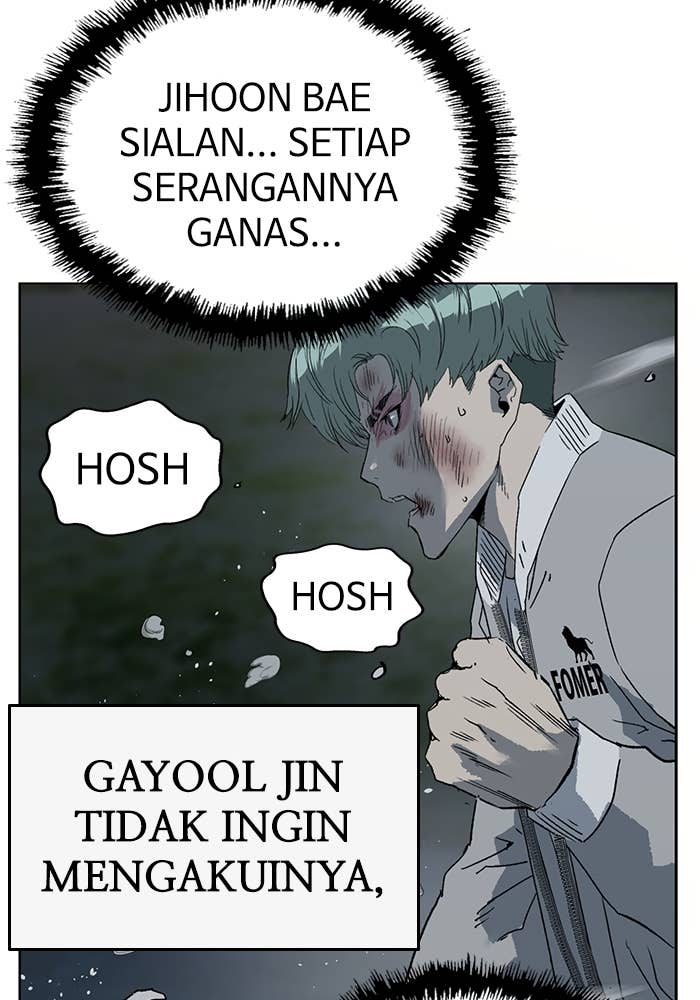 JIHOON BAE
SIALAN... SETIAP
SERANGANNYA
GANAS...
HOSH
HOSH
FOMER
GAYOOL JIN
TIDAK INGIN
MENGAKUINYA,